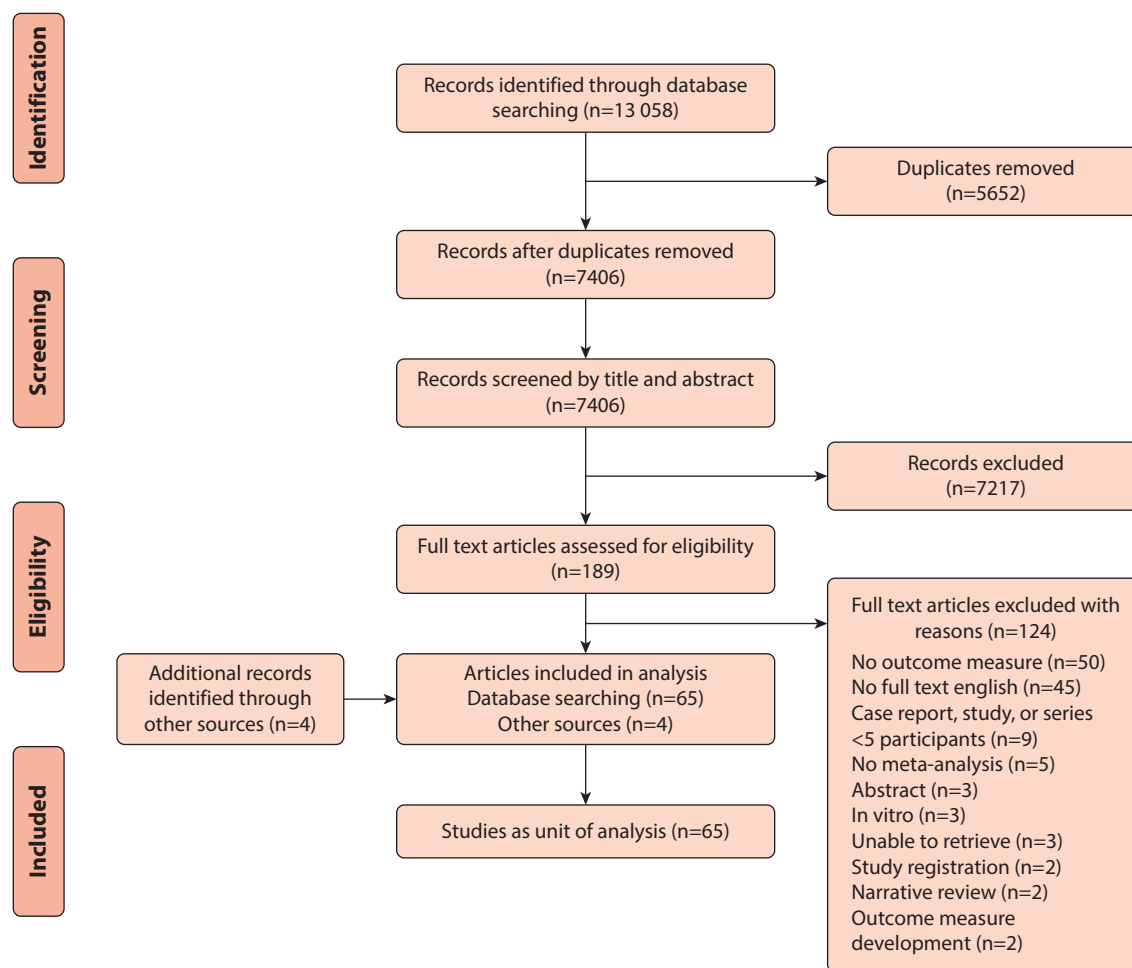 Identification
Records identified through database
searching (n=13 058)
Duplicates removed
(n=5652)
Records after duplicates removed
(n=7406)
Screening
Records screened by title and abstract
(n=7406)
Records excluded
(n=7217)
Eligibility
Full text articles assessed for eligibility
(n=189)
Full text articles excluded with
reasons (n=124)
No outcome measure (n=50)
No full text english (n=45)
Case report, study, or series
<5 participants (n=9)
No meta-analysis (n=5)
Abstract (n=3)
In vitro (n=3)
Unable to retrieve (n=3)
Study registration (n=2)
Narrative review (n=2)
Outcome measure
development (n=2)
Additional records
identified through
other sources (n=4)
Articles included in analysis
Database searching (n=65)
Other sources (n=4)
Included
Studies as unit of analysis (n=65)